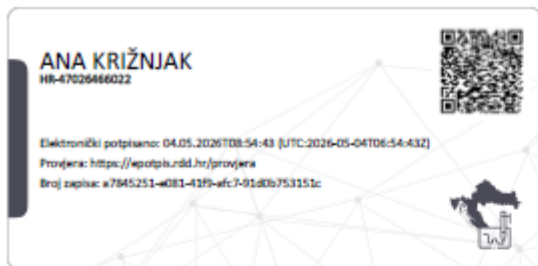 ANA KRIŽNJAK
HR-47026466022
Elektronički potpisano: 04.05.2026T08:54:43 (UTC:2026-05-04T06:54:43Z)
Provjera: https://epotpis.rdd.hr/provjera
Broj zapisa: a7845251-e081-41f9-afc7-91d0b753151c